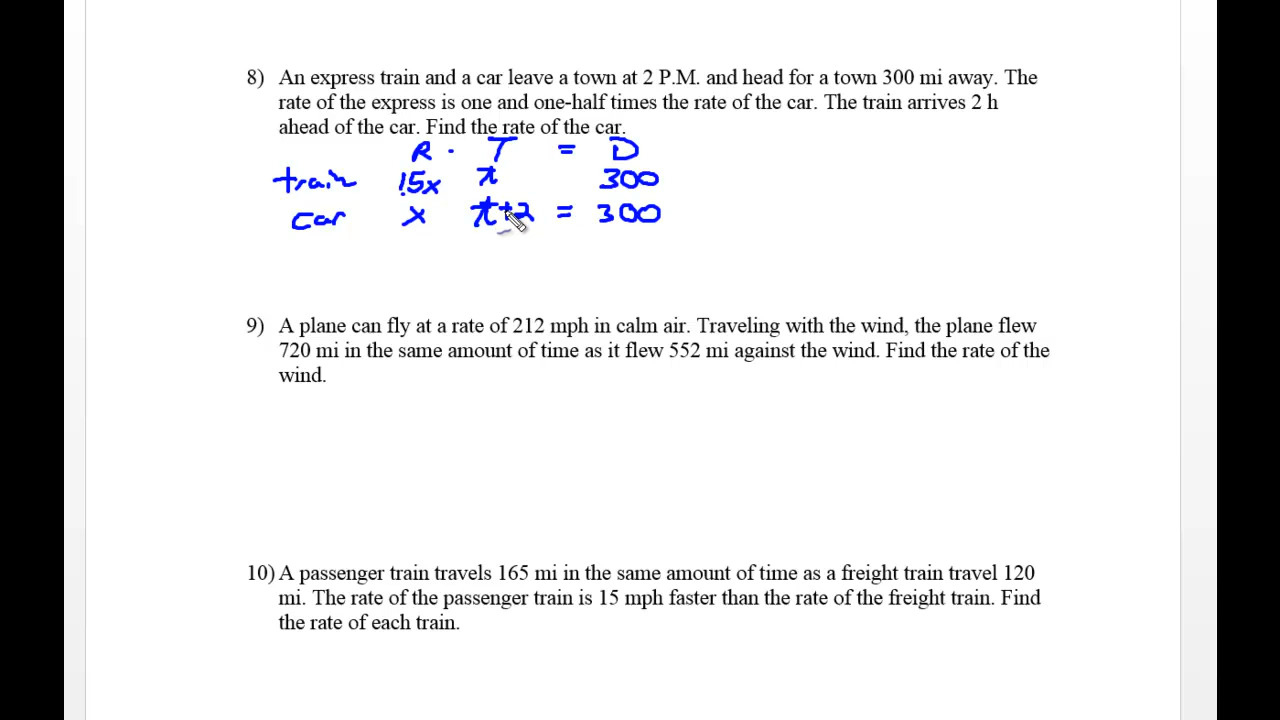 8) An express train and a car leave a town at 2 P.M. and head for a town 300 mi away. The
rate of the express is one and one-half times the rate of the car. The train arrives 2 h
ahead of the car. Find the rate of the car.
R · T = D
train 1.5x t 300
car x t+2 = 300
9) A plane can fly at a rate of 212 mph in calm air. Traveling with the wind, the plane flew
720 mi in the same amount of time as it flew 552 mi against the wind. Find the rate of the
wind.
10) A passenger train travels 165 mi in the same amount of time as a freight train travel 120
mi. The rate of the passenger train is 15 mph faster than the rate of the freight train. Find
the rate of each train.